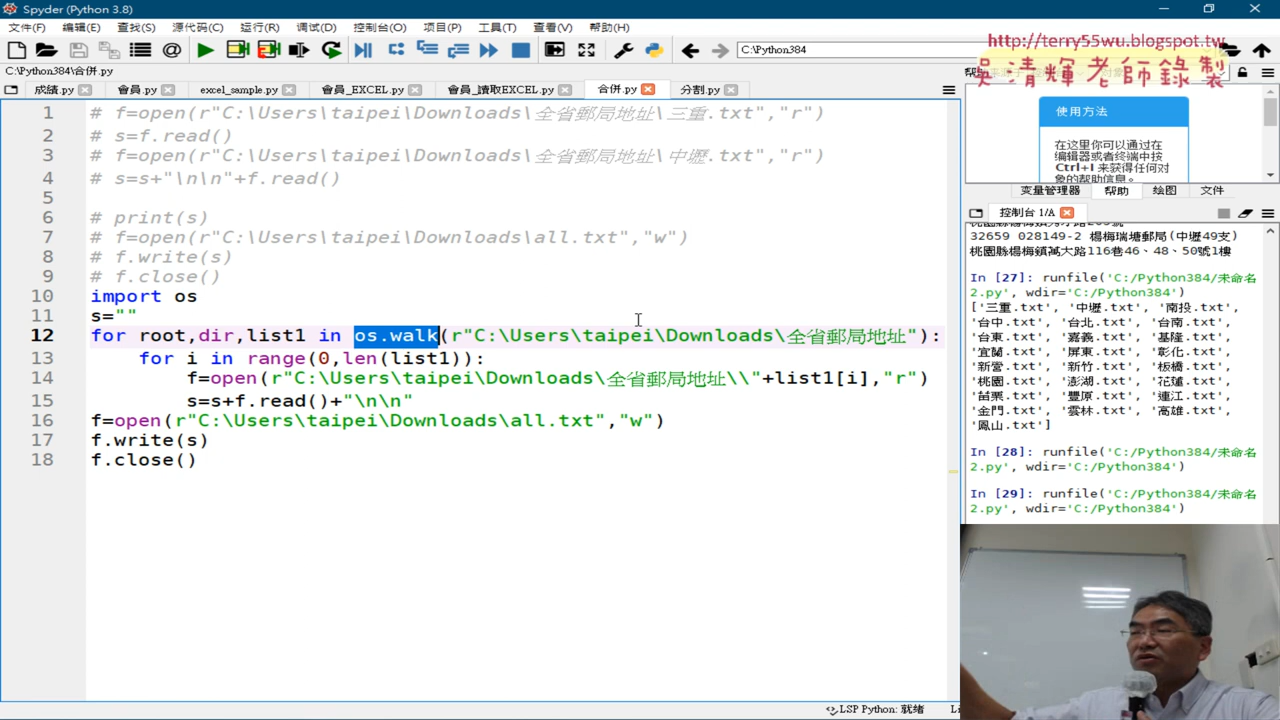 Spyder (Python 3.8)
文件(F) 编辑(E) 查找(S) 源代码(C) 运行(R) 调试(D) 控制台(O) 项目(P) 工具(T) 查看(V) 帮助(H)
C:\Python384
http://terry55wu.blogspot.tw
吳清輝老師錄製
C:\Python384\合併.py
成績.py 會員.py excel_sample.py 會員_EXCEL.py 會員_讀取EXCEL.py 合併.py 分割.py
1 # f=open(r"C:\Users\taipei\Downloads\全省郵局地址\三重.txt","r")
2 # s=f.read()
3 # f=open(r"C:\Users\taipei\Downloads\全省郵局地址\中壢.txt","r")
4 # s=s+"\n\n"+f.read()
5
6 # print(s)
7 # f=open(r"C:\Users\taipei\Downloads\all.txt","w")
8 # f.write(s)
9 # f.close()
10 import os
11 s=""
12 for root,dir,list1 in os.walk(r"C:\Users\taipei\Downloads\全省郵局地址"):
13 for i in range(0,len(list1)):
14 f=open(r"C:\Users\taipei\Downloads\全省郵局地址\\"+list1[i],"r")
15 s=s+f.read()+"\n\n"
16 f=open(r"C:\Users\taipei\Downloads\all.txt","w")
17 f.write(s)
18 f.close()
使用方法
在这里你可以通过在
编辑器或者终端中按
Ctrl+I 来获得任何对
象的帮助信息。
变量管理器 帮助 绘图 文件
控制台 1/A
32659 028149-2 楊梅瑞塘郵局(中壢49支)
桃園縣楊梅鎮萬大路116巷46、48、50號1樓
In [27]: runfile('C:/Python384/未命名
2.py', wdir='C:/Python384')
['三重.txt', '中壢.txt', '南投.txt',
'台中.txt', '台北.txt', '台南.txt',
'台東.txt', '嘉義.txt', '基隆.txt',
'宜蘭.txt', '屏東.txt', '彰化.txt',
'新營.txt', '新竹.txt', '板橋.txt',
'桃園.txt', '澎湖.txt', '花蓮.txt',
'苗栗.txt', '豐原.txt', '連江.txt',
'金門.txt', '雲林.txt', '高雄.txt',
'鳳山.txt']
In [28]: runfile('C:/Python384/未命名
2.py', wdir='C:/Python384')
In [29]: runfile('C:/Python384/未命名
2.py', wdir='C:/Python384')
LSP Python: 就绪